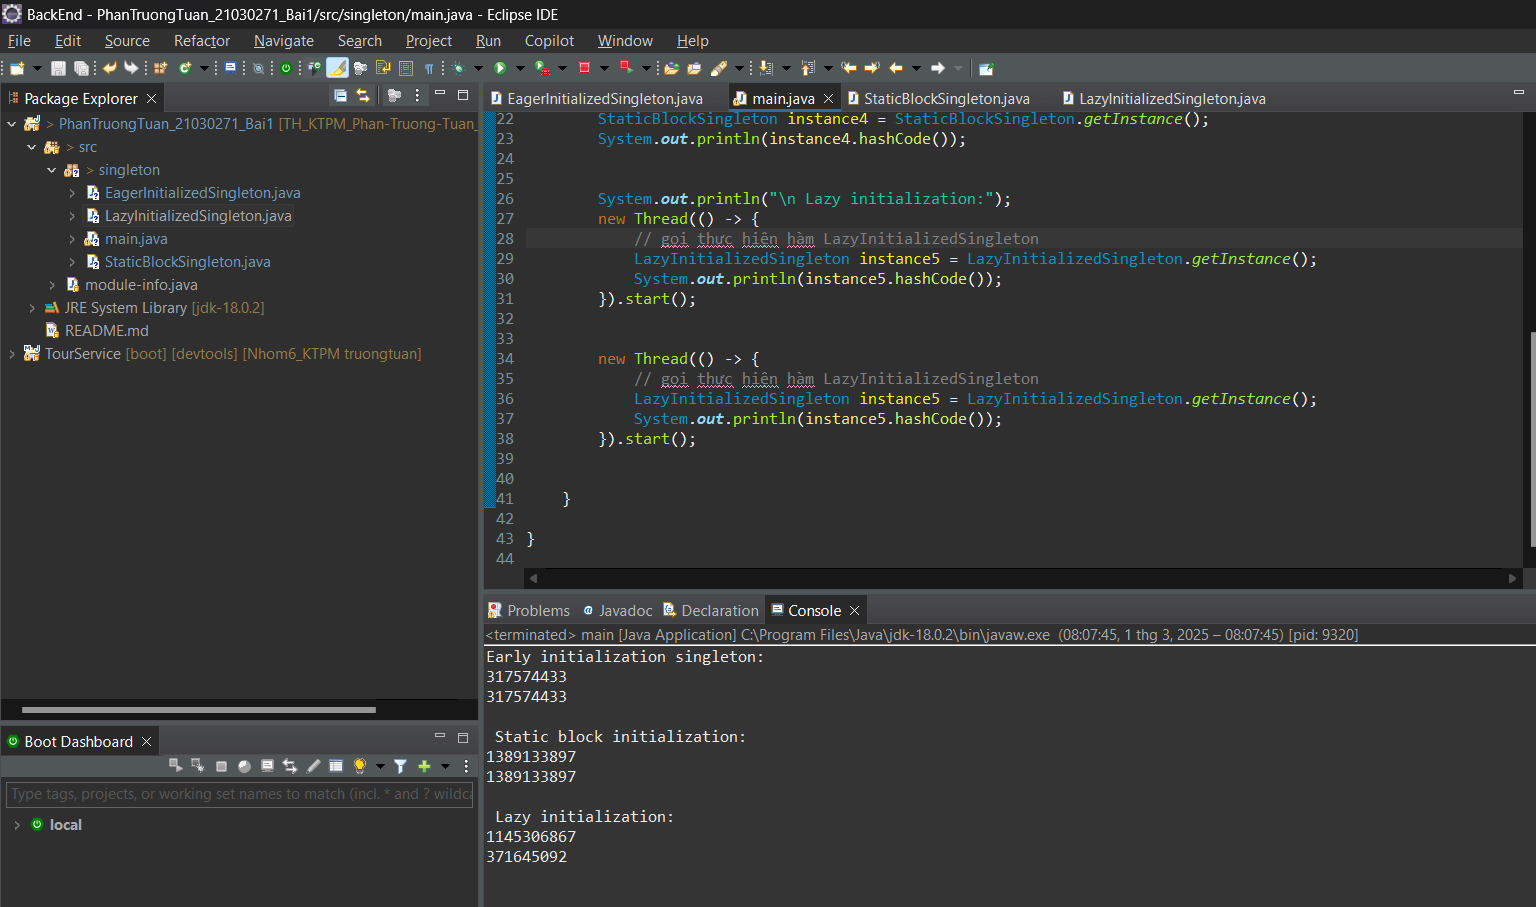 BackEnd - PhanTruongTuan_21030271_Bai1/src/singleton/main.java - Eclipse IDE
File Edit Source Refactor Navigate Search Project Run Copilot Window Help
Package Explorer
> PhanTruongTuan_21030271_Bai1 [TH_KTPM_Phan-Truong-Tuan_
> src
> singleton
EagerInitializedSingleton.java
LazyInitializedSingleton.java
main.java
StaticBlockSingleton.java
module-info.java
JRE System Library [jdk-18.0.2]
README.md
TourService [boot] [devtools] [Nhom6_KTPM truongtuan]
Boot Dashboard
Type tags, projects, or working set names to match (incl. * and ? wildca
local
EagerInitializedSingleton.java main.java StaticBlockSingleton.java LazyInitializedSingleton.java
22 StaticBlockSingleton instance4 = StaticBlockSingleton.getInstance();
23 System.out.println(instance4.hashCode());
24
25
26 System.out.println("\n Lazy initialization:");
27 new Thread(() -> {
28 // gọi thực hiện hàm LazyInitializedSingleton
29 LazyInitializedSingleton instance5 = LazyInitializedSingleton.getInstance();
30 System.out.println(instance5.hashCode());
31 }).start();
32
33
34 new Thread(() -> {
35 // gọi thực hiện hàm LazyInitializedSingleton
36 LazyInitializedSingleton instance5 = LazyInitializedSingleton.getInstance();
37 System.out.println(instance5.hashCode());
38 }).start();
39
40
41 }
42
43 }
44
Problems Javadoc Declaration Console
<terminated> main [Java Application] C:\Program Files\Java\jdk-18.0.2\bin\javaw.exe (08:07:45, 1 thg 3, 2025 – 08:07:45) [pid: 9320]
Early initialization singleton:
317574433
317574433
Static block initialization:
1389133897
1389133897
Lazy initialization:
1145306867
371645092